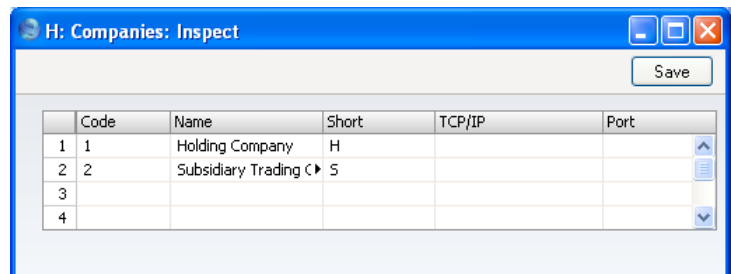 H: Companies: Inspect
Save
Code Name Short TCP/IP Port
1 1 Holding Company H
2 2 Subsidiary Trading C S
3
4